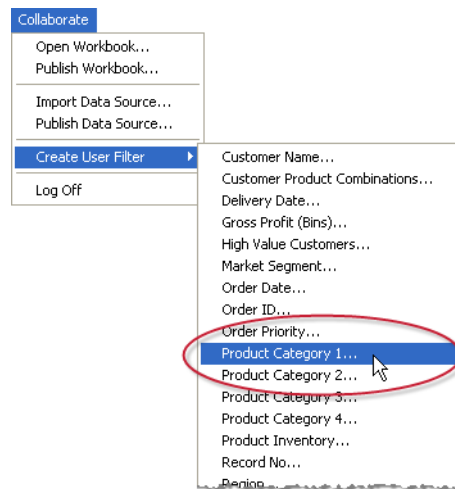 Collaborate
Open Workbook...
Publish Workbook...
Import Data Source...
Publish Data Source...
Create User Filter
Log Off
Customer Name...
Customer Product Combinations...
Delivery Date...
Gross Profit (Bins)...
High Value Customers...
Market Segment...
Order Date...
Order ID...
Order Priority...
Product Category 1...
Product Category 2...
Product Category 3...
Product Category 4...
Product Inventory...
Record No...
Region